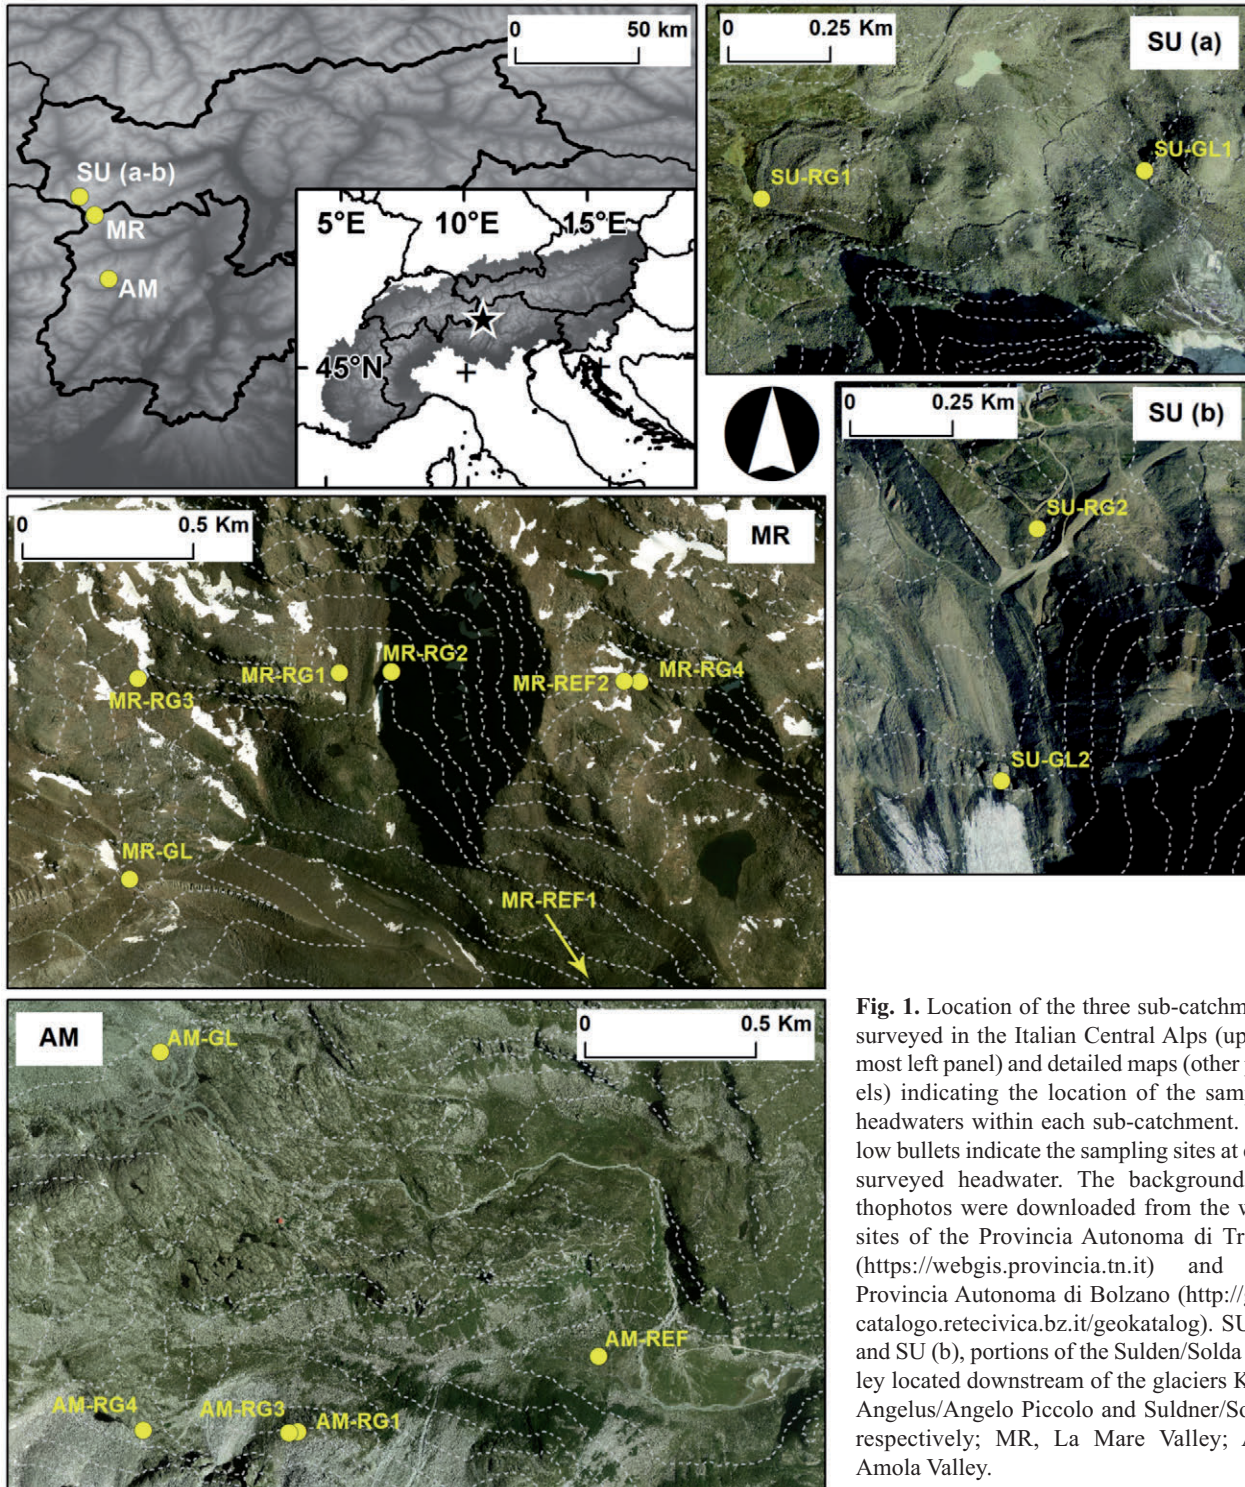 0 50 km
SU (a-b)
MR
AM
5°E 10°E 15°E
45°N
0 0.25 Km
SU (a)
SU-RG1
SU-GL1
0 0.25 Km
SU (b)
SU-RG2
SU-GL2
0 0.5 Km
MR
MR-RG3
MR-RG1
MR-RG2
MR-REF2
MR-RG4
MR-GL
MR-REF1
AM
AM-GL
0 0.5 Km
AM-REF
AM-RG4
AM-RG3
AM-RG1
Fig. 1. Location of the three sub-catchm
surveyed in the Italian Central Alps (up
most left panel) and detailed maps (other
els) indicating the location of the sam
headwaters within each sub-catchment.
low bullets indicate the sampling sites at
surveyed headwater. The background
thophotos were downloaded from the w
sites of the Provincia Autonoma di Tr
(https://webgis.provincia.tn.it) and
Provincia Autonoma di Bolzano (http://g
catalogo.retecivica.bz.it/geokatalog). SU
and SU (b), portions of the Sulden/Solda
ley located downstream of the glaciers K
Angelus/Angelo Piccolo and Suldner/So
respectively; MR, La Mare Valley; A
Amola Valley.